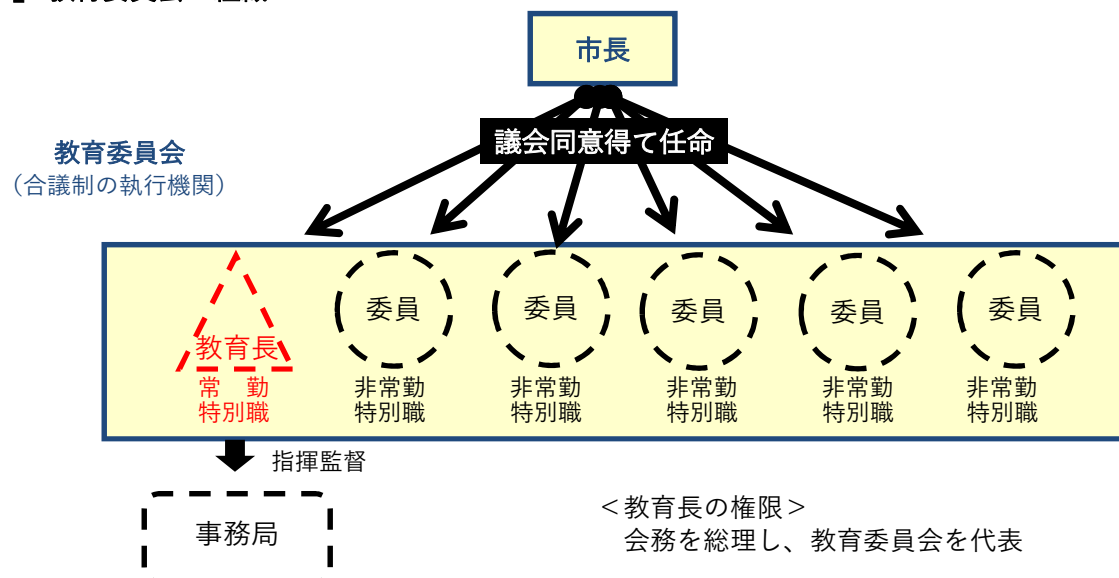 市長
議会同意得て任命
教育委員会
（合議制の執行機関）
教育長
常　勤
特別職
委員
非常勤
特別職
委員
非常勤
特別職
委員
非常勤
特別職
委員
非常勤
特別職
委員
非常勤
特別職
指揮監督
事務局
＜教育長の権限＞
会務を総理し、教育委員会を代表